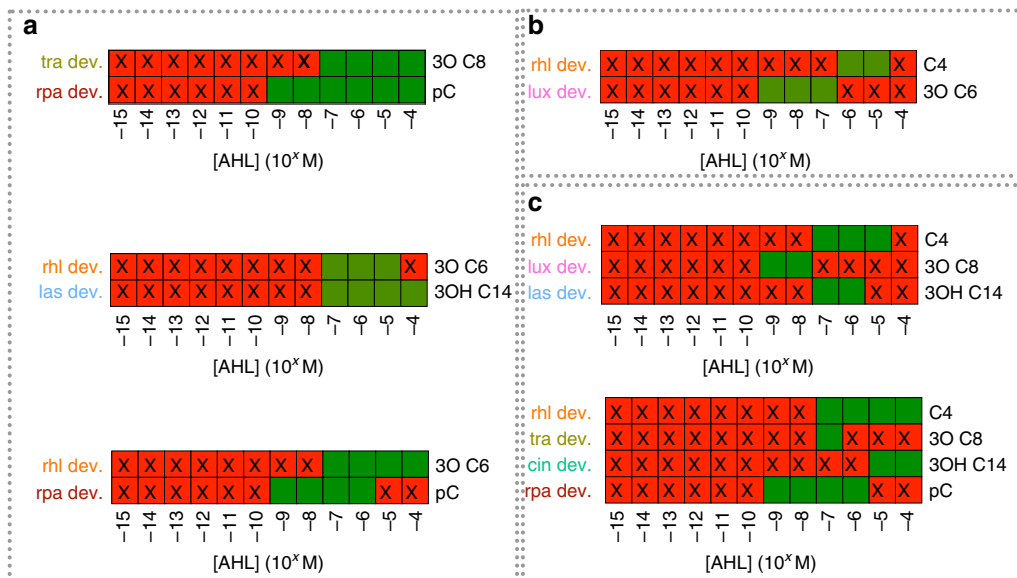 a
tra dev. X X X X X X X X 3O C8
rpa dev. X X X X X X pC
–15 –14 –13 –12 –11 –10 –9 –8 –7 –6 –5 –4
[AHL] (10^x M)
rhl dev. X X X X X X X X X 3O C6
las dev. X X X X X X X X 3OH C14
–15 –14 –13 –12 –11 –10 –9 –8 –7 –6 –5 –4
[AHL] (10^x M)
rhl dev. X X X X X X X X 3O C6
rpa dev. X X X X X X X X pC
–15 –14 –13 –12 –11 –10 –9 –8 –7 –6 –5 –4
[AHL] (10^x M)
b
rhl dev. X X X X X X X X X X C4
lux dev. X X X X X X X X X 3O C6
–15 –14 –13 –12 –11 –10 –9 –8 –7 –6 –5 –4
[AHL] (10^x M)
c
rhl dev. X X X X X X X X X C4
lux dev. X X X X X X X X X X 3O C8
las dev. X X X X X X X X X X 3OH C14
–15 –14 –13 –12 –11 –10 –9 –8 –7 –6 –5 –4
[AHL] (10^x M)
rhl dev. X X X X X X X X C4
tra dev. X X X X X X X X X X X 3O C8
cin dev. X X X X X X X X X X 3OH C14
rpa dev. X X X X X X X X pC
–15 –14 –13 –12 –11 –10 –9 –8 –7 –6 –5 –4
[AHL] (10^x M)